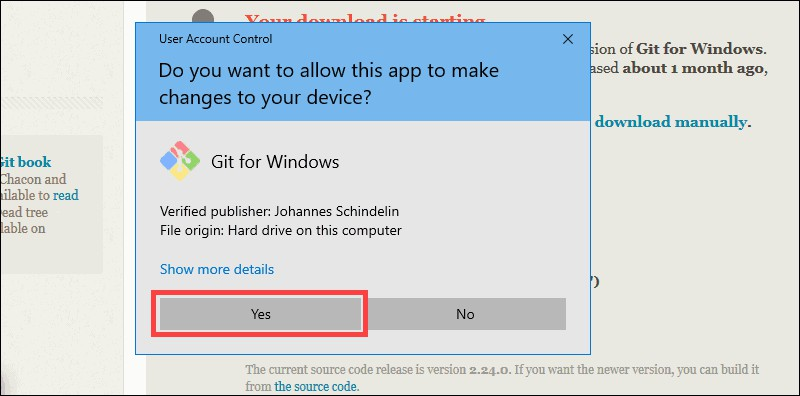 Your download is starting
User Account Control
sion of Git for Windows.
ased about 1 month ago,
Do you want to allow this app to make
changes to your device?
download manually.
Git book
Chacon and
ailable to read
ead tree
lable on
Git for Windows
Verified publisher: Johannes Schindelin
File origin: Hard drive on this computer
Show more details
")
Yes
No
The current source code release is version 2.24.0. If you want the newer version, you can build it
from the source code.